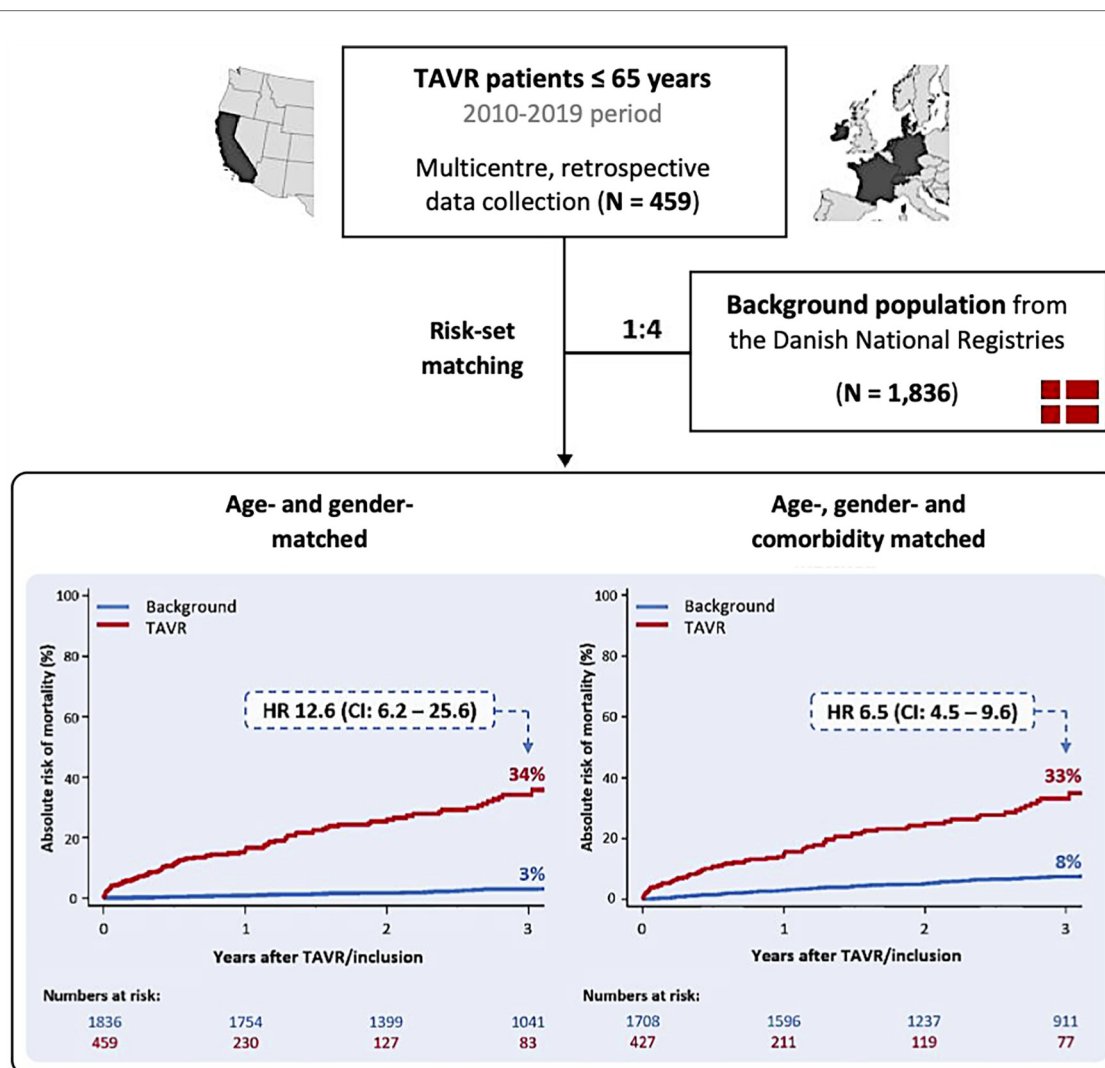 TAVR patients ≤ 65 years
2010-2019 period
Multicentre, retrospective
data collection (N = 459)
Risk-set
matching
1:4
Background population from
the Danish National Registries
(N = 1,836)
Age- and gender-
matched
100
80
60
40
20
0
Absolute risk of mortality (%)
Background
TAVR
HR 12.6 (CI: 6.2 – 25.6)
34%
3%
0 1 2 3
Years after TAVR/inclusion
Numbers at risk:
1836 1754 1399 1041
459 230 127 83
Age-, gender- and
comorbidity matched
100
80
60
40
20
0
Absolute risk of mortality (%)
Background
TAVR
HR 6.5 (CI: 4.5 – 9.6)
33%
8%
0 1 2 3
Years after TAVR/inclusion
Numbers at risk:
1708 1596 1237 911
427 211 119 77